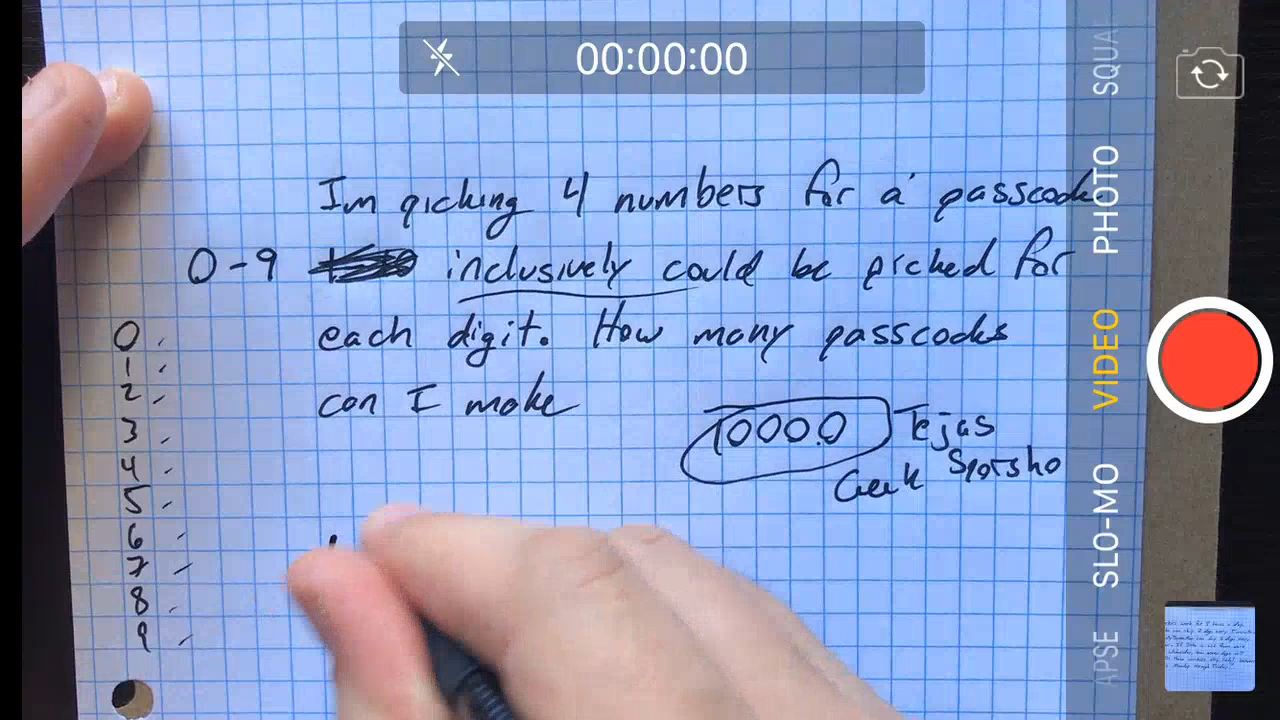 00:00:00
Im picking 4 numbers for a passcode
0-9 inclusively could be picked for
each digit. How many passcodes
can I make
10000 Tejas
Geek Sparsho
0
1
2
3
4
5
6
7
8
9
SQUA
PHOTO
VIDEO
SLO-MO
APSE